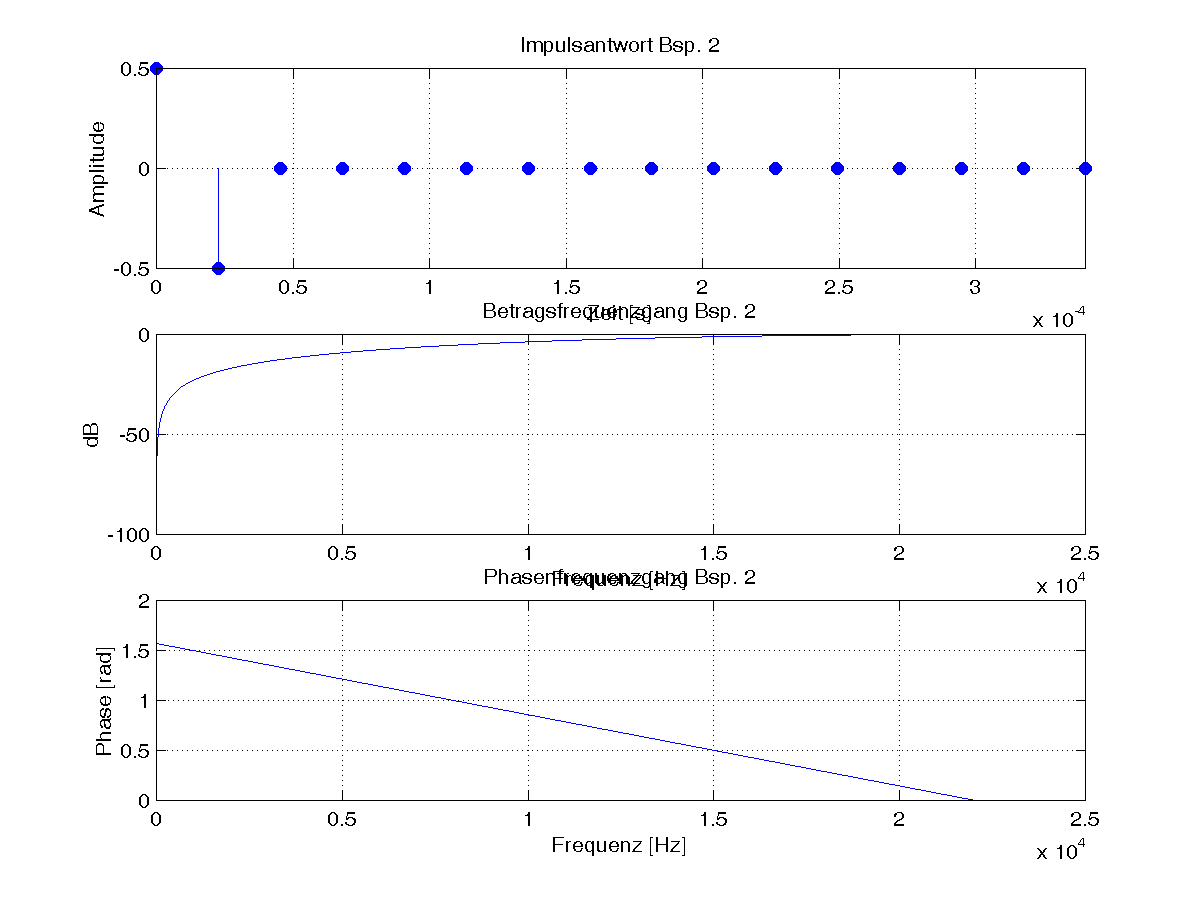 Impulsantwort Bsp. 2
Amplitude
0.5
0
-0.5
0 0.5 1 1.5 2 2.5 3
Zeit [s]
x 10^-4
Betragsfrequenzgang Bsp. 2
dB
0
-50
-100
0 0.5 1 1.5 2 2.5
Frequenz [Hz]
x 10^4
Phasenfrequenzgang Bsp. 2
Phase [rad]
2
1.5
1
0.5
0
0 0.5 1 1.5 2 2.5
Frequenz [Hz]
x 10^4